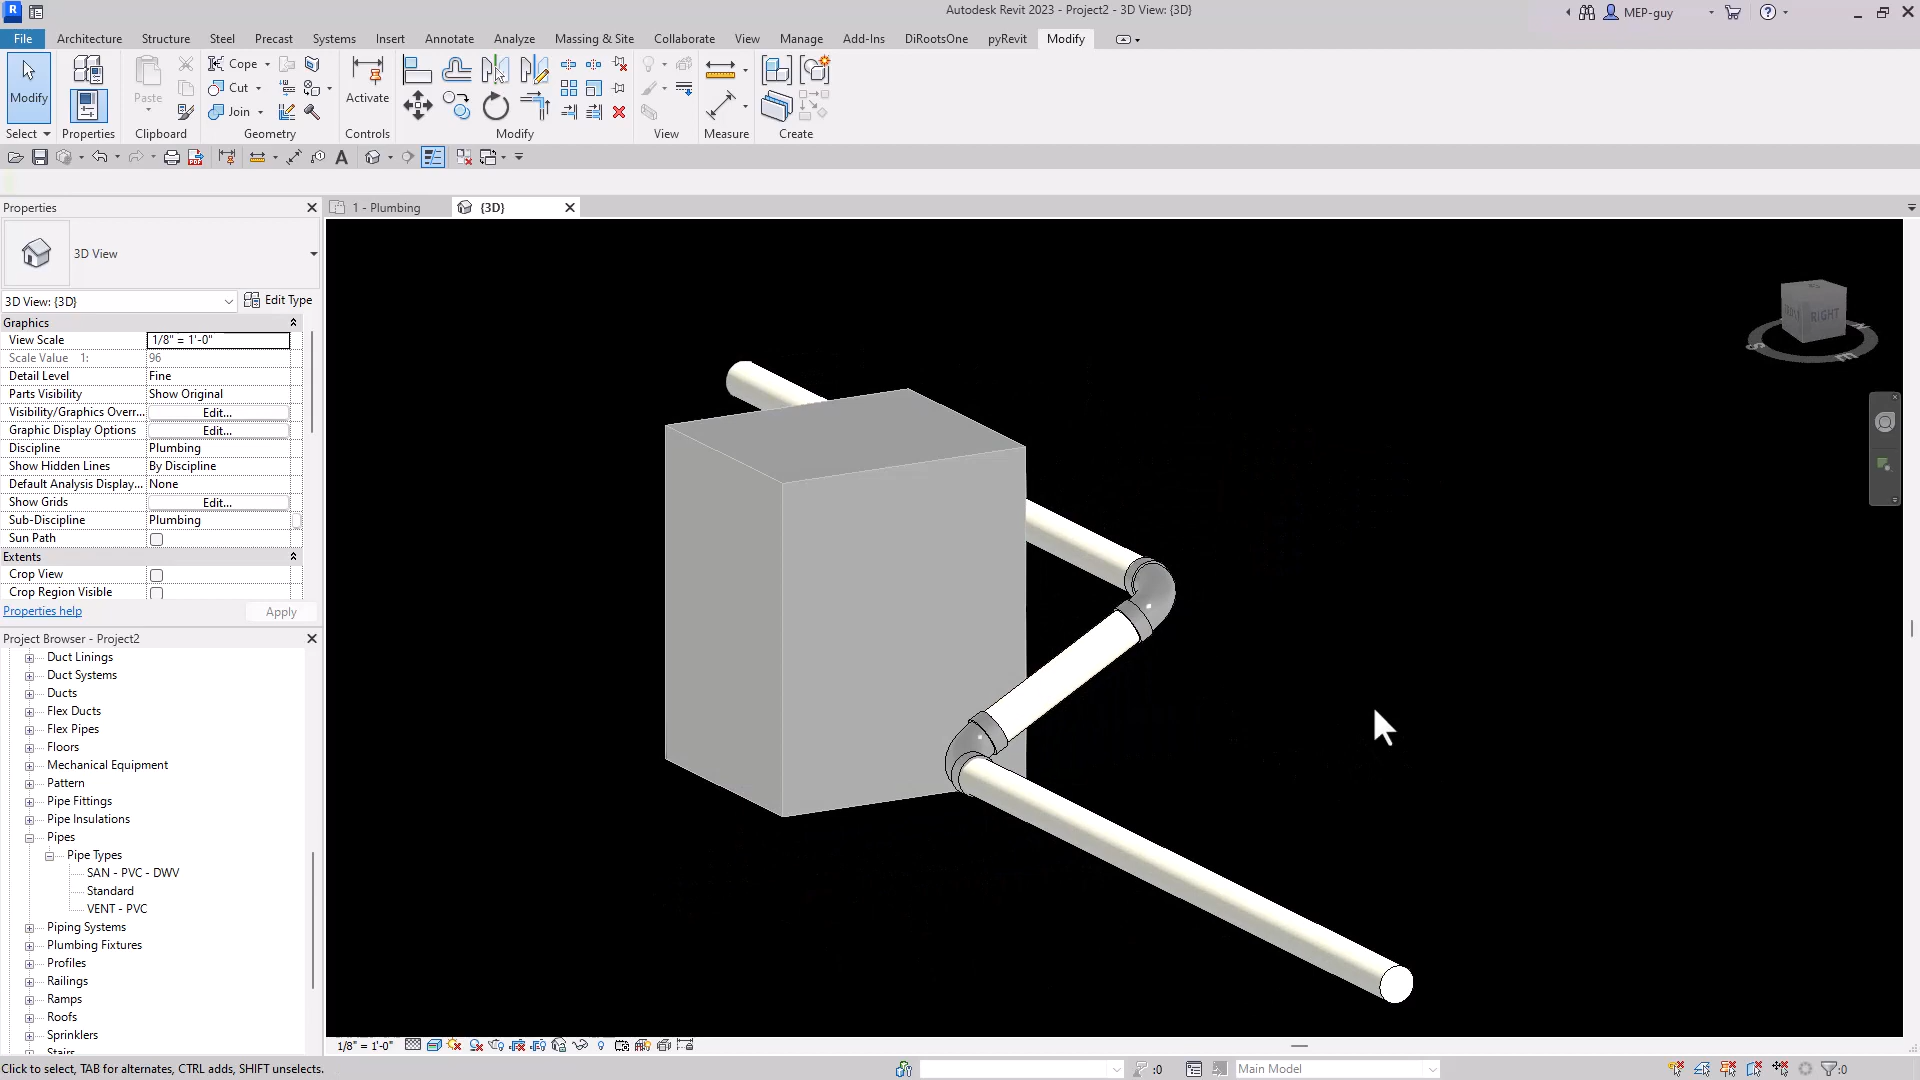 R
Autodesk Revit 2023 - Project2 - 3D View: {3D}
MEP-guy
File Architecture Structure Steel Precast Systems Insert Annotate Analyze Massing & Site Collaborate View Manage Add-Ins DiRootsOne pyRevit Modify
Modify
Select
Properties
Paste
Clipboard
Cope
Cut
Join
Geometry
Activate
Controls
Modify
View
Measure
Create
Properties
3D View
3D View: {3D}
Edit Type
Graphics
View Scale 1/8" = 1'-0"
Scale Value 1: 96
Detail Level Fine
Parts Visibility Show Original
Visibility/Graphics Overr... Edit...
Graphic Display Options Edit...
Discipline Plumbing
Show Hidden Lines By Discipline
Default Analysis Display... None
Show Grids Edit...
Sub-Discipline Plumbing
Sun Path
Extents
Crop View
Crop Region Visible
Properties help Apply
Project Browser - Project2
Duct Linings
Duct Systems
Ducts
Flex Ducts
Flex Pipes
Floors
Mechanical Equipment
Pattern
Pipe Fittings
Pipe Insulations
Pipes
Pipe Types
SAN - PVC - DWV
Standard
VENT - PVC
Piping Systems
Plumbing Fixtures
Profiles
Railings
Ramps
Roofs
Sprinklers
Stairs
1 - Plumbing
{3D}
RIGHT
S
E
1/8" = 1'-0"
Click to select, TAB for alternates, CTRL adds, SHIFT unselects.
:0
Main Model
:0